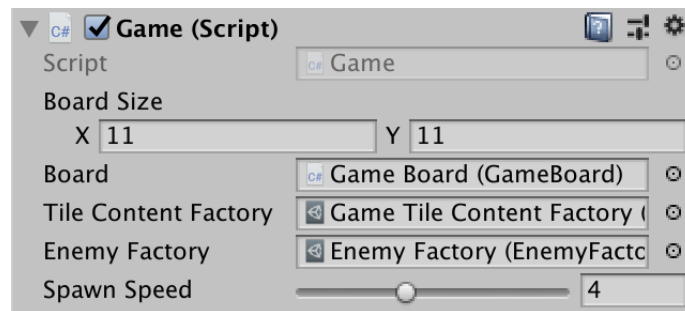 C# Game (Script)
Script C# Game
Board Size
X 11 Y 11
Board C# Game Board (GameBoard)
Tile Content Factory Game Tile Content Factory (
Enemy Factory Enemy Factory (EnemyFacto
Spawn Speed 4